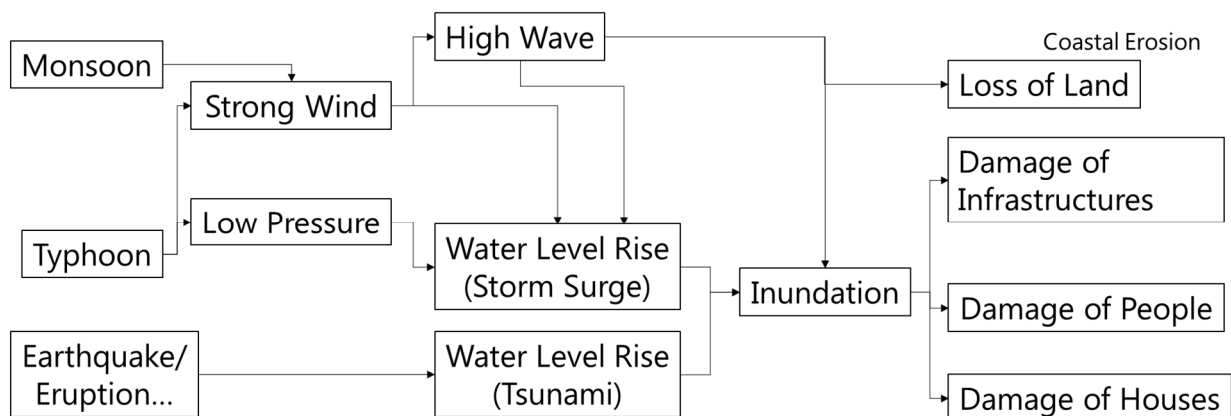 Monsoon
Strong Wind
High Wave
Coastal Erosion
Loss of Land
Typhoon
Low Pressure
Water Level Rise
(Storm Surge)
Inundation
Damage of
Infrastructures
Damage of People
Earthquake/
Eruption...
Water Level Rise
(Tsunami)
Damage of Houses